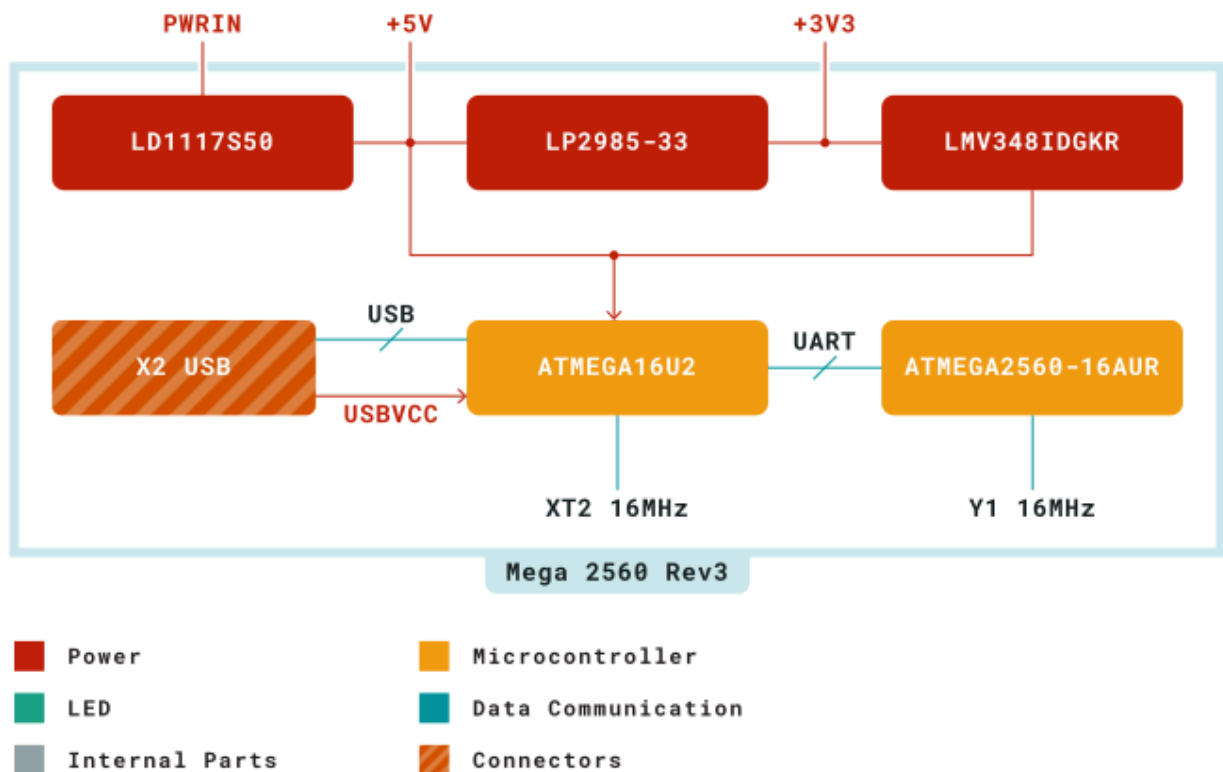 PWRIN
+5V
+3V3
LD1117S50
LP2985-33
LMV348IDGKR
USB
UART
X2 USB
ATMEGA16U2
ATMEGA2560-16AUR
USBVCC
XT2 16MHz
Y1 16MHz
Mega 2560 Rev3
Power
Microcontroller
LED
Data Communication
Internal Parts
Connectors